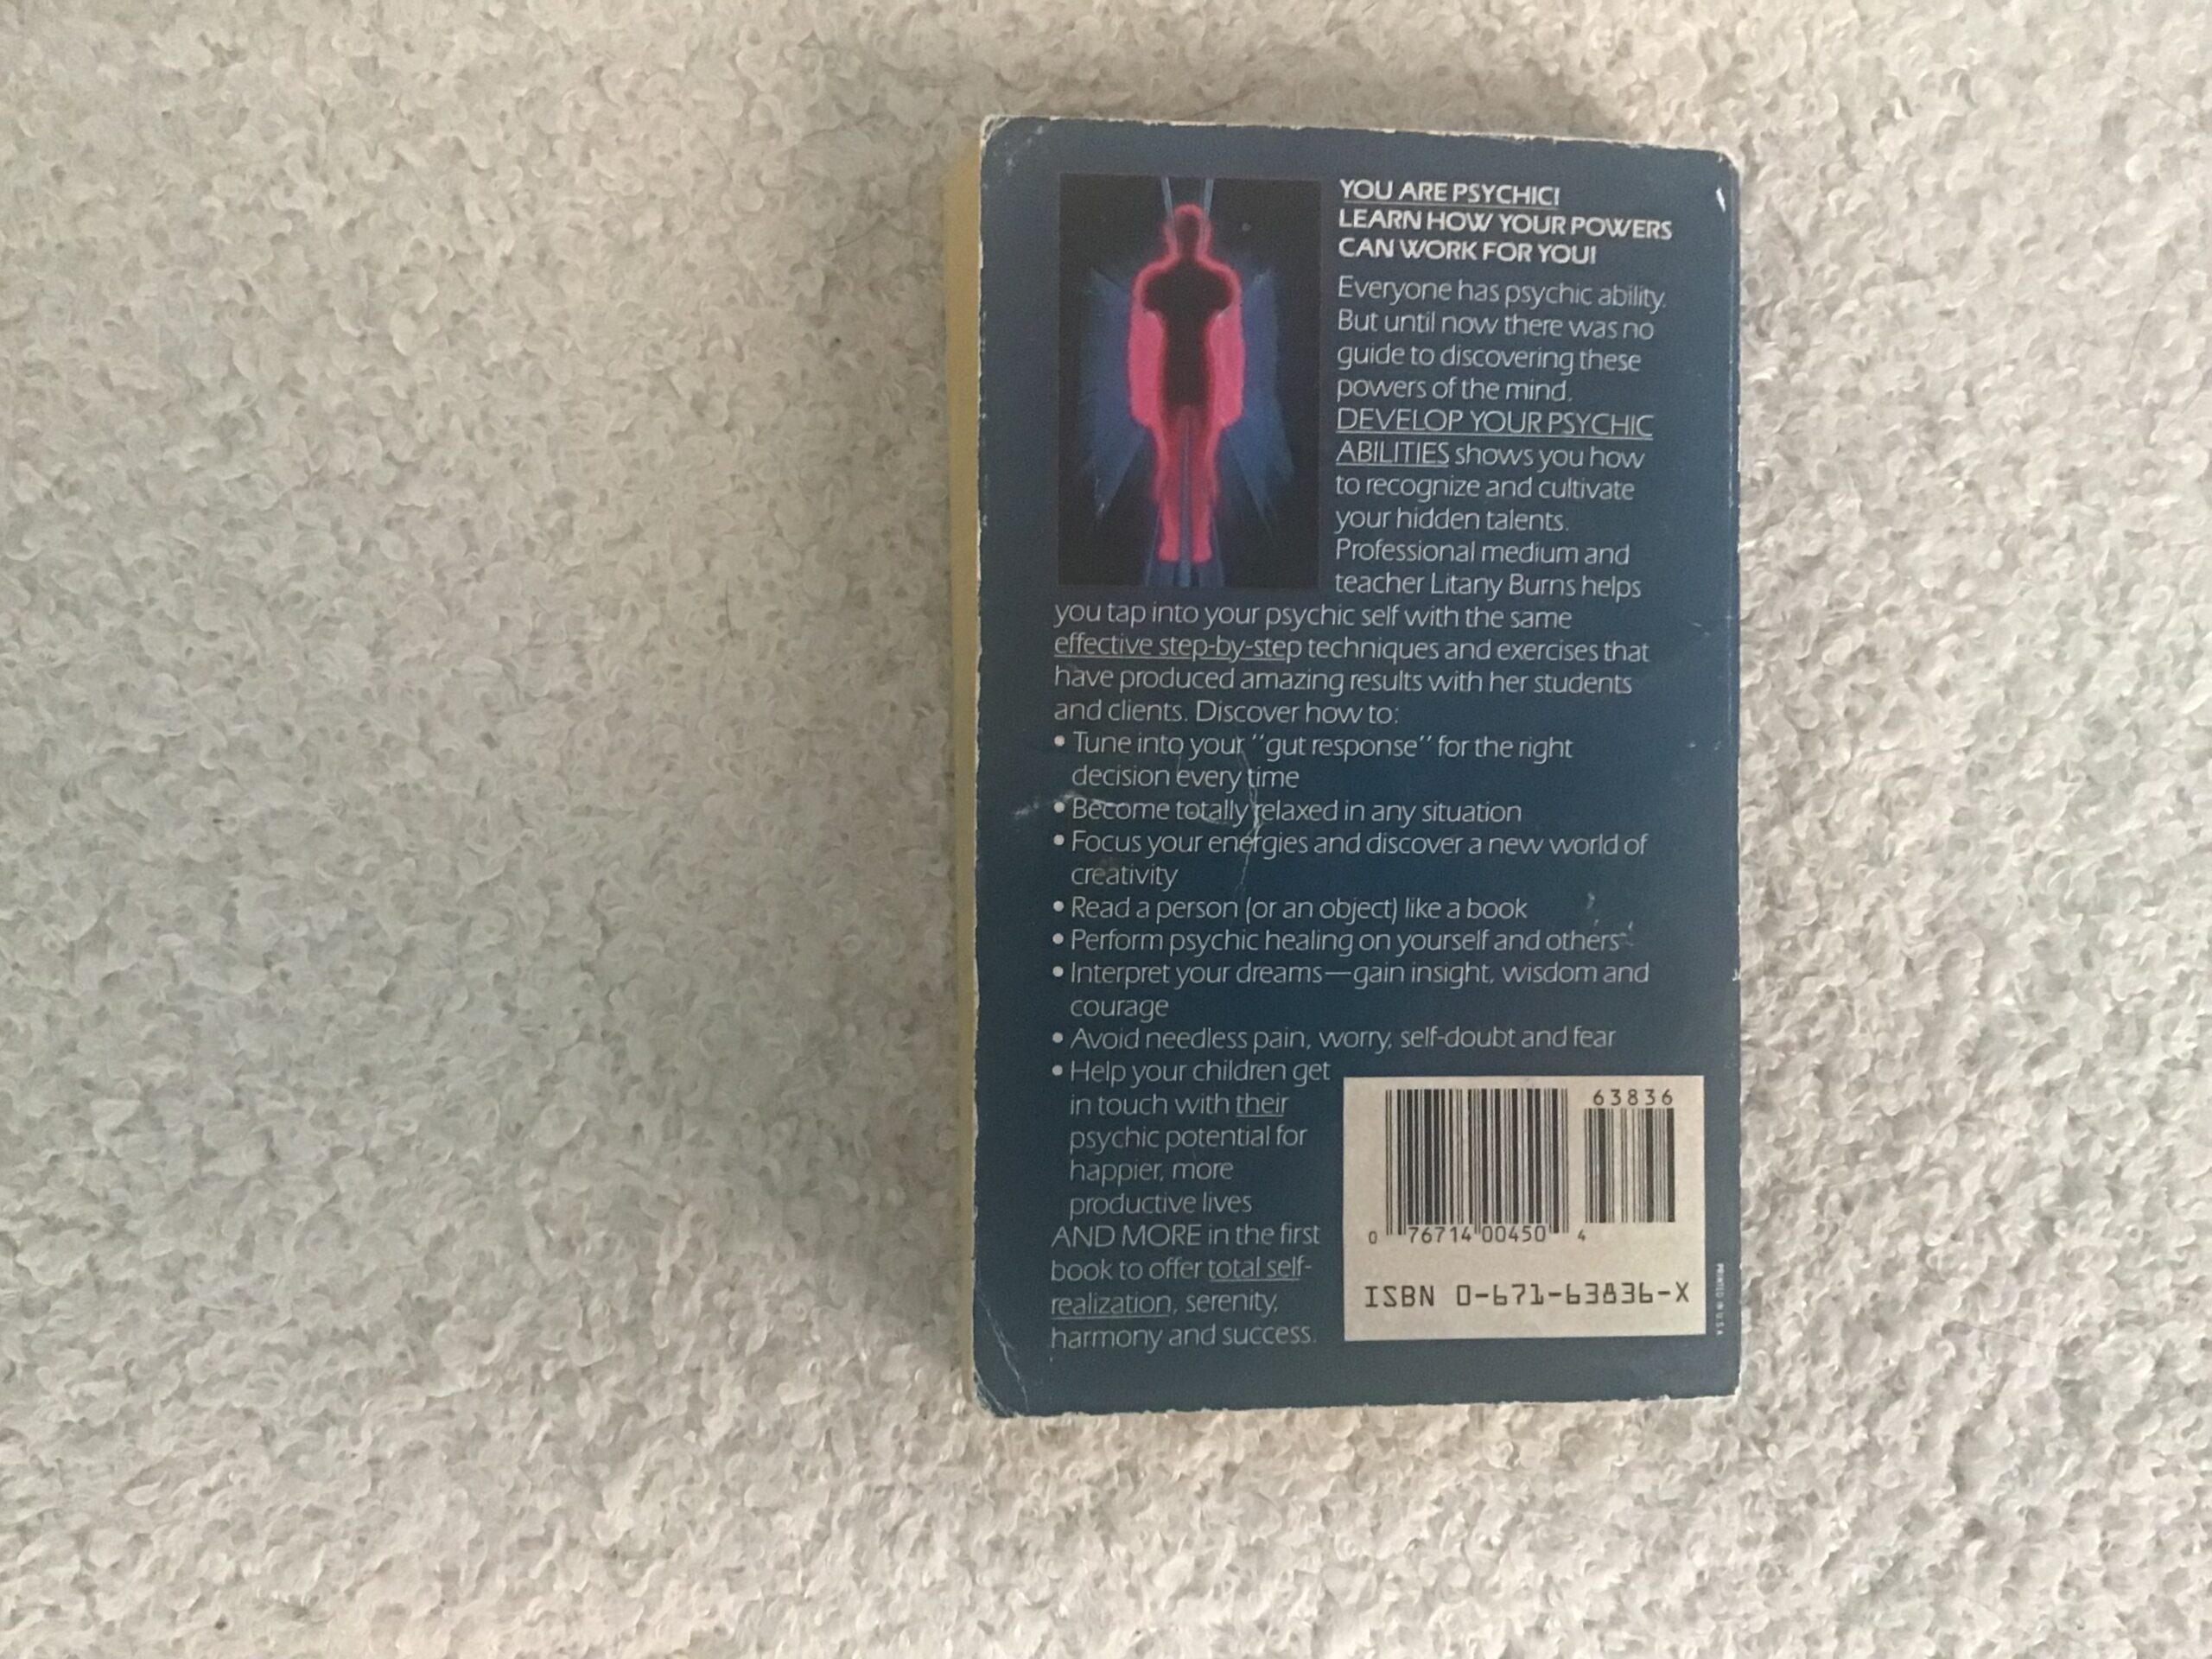 YOU ARE PSYCHIC!
LEARN HOW YOUR POWERS
CAN WORK FOR YOU!
Everyone has psychic ability.
But until now there was no
guide to discovering these
powers of the mind.
DEVELOP YOUR PSYCHIC
ABILITIES shows you how
to recognize and cultivate
your hidden talents.
Professional medium and
teacher Litany Burns helps
you tap into your psychic self with the same
effective step-by-step techniques and exercises that
have produced amazing results with her students
and clients. Discover how to:
• Tune into your "gut response" for the right
decision every time
• Become totally relaxed in any situation
• Focus your energies and discover a new world of
creativity
• Read a person (or an object) like a book
• Perform psychic healing on yourself and others
• Interpret your dreams—gain insight, wisdom and
courage
• Avoid needless pain, worry, self-doubt and fear
• Help your children get
in touch with their
psychic potential for
happier, more
productive lives
AND MORE in the first
book to offer total self-
realization, serenity,
harmony and success.
63836
0 76714 00450 4
ISBN 0-671-63836-X
PRINTED IN U.S.A.